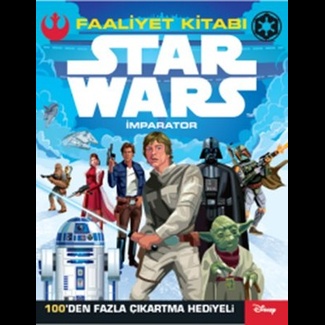 FAALİYET KİTABI
STAR
WARS
İMPARATOR
100'DEN FAZLA ÇIKARTMA HEDİYELİ
Disney